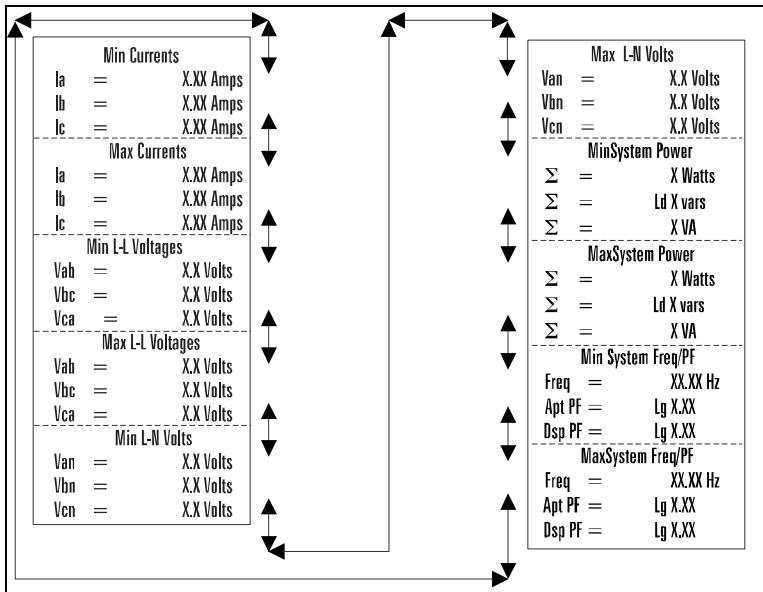 Min Currents
Ia = X.XX Amps
Ib = X.XX Amps
Ic = X.XX Amps
Max Currents
Ia = X.XX Amps
Ib = X.XX Amps
Ic = X.XX Amps
Min L-L Voltages
Vab = X.X Volts
Vbc = X.X Volts
Vca = X.X Volts
Max L-L Voltages
Vab = X.X Volts
Vbc = X.X Volts
Vca = X.X Volts
Min L-N Volts
Van = X.X Volts
Vbn = X.X Volts
Vcn = X.X Volts
Max L-N Volts
Van = X.X Volts
Vbn = X.X Volts
Vcn = X.X Volts
MinSystem Power
Σ = X Watts
Σ = Ld X vars
Σ = X VA
MaxSystem Power
Σ = X Watts
Σ = Ld X vars
Σ = X VA
Min System Freq/PF
Freq = XX.XX Hz
Apt PF = Lg X.XX
Dsp PF = Lg X.XX
MaxSystem Freq/PF
Freq = XX.XX Hz
Apt PF = Lg X.XX
Dsp PF = Lg X.XX